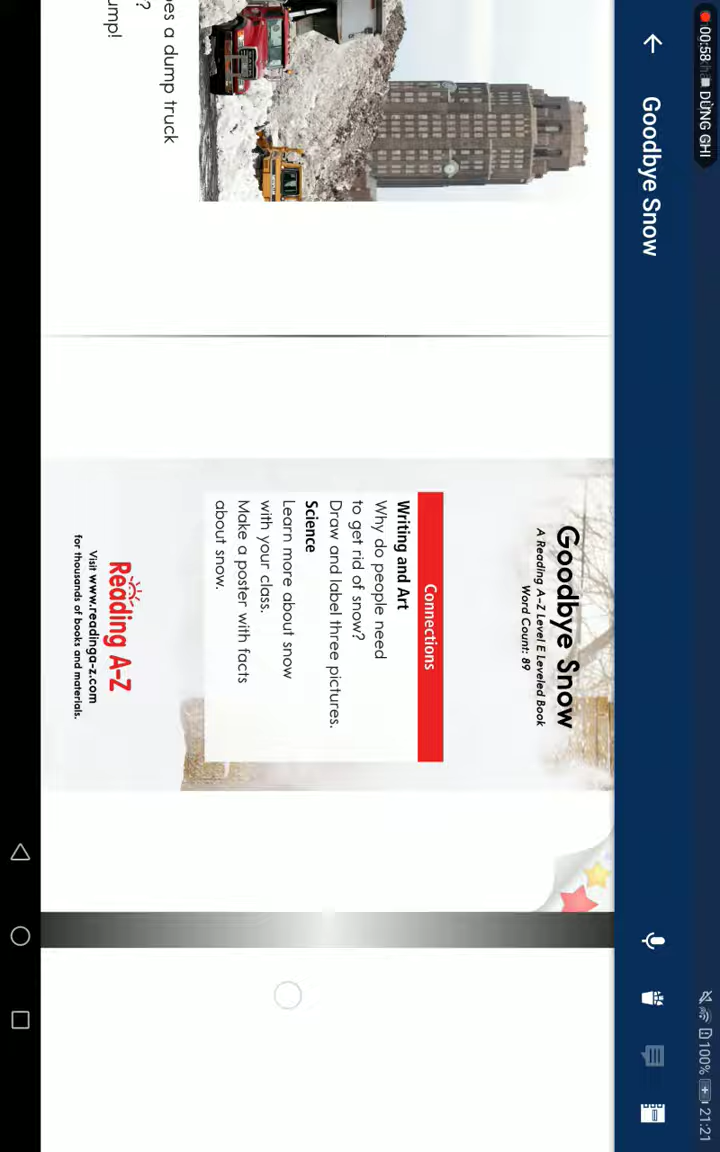 00:58
DỪNG GHI
100%
21:21
Goodbye Snow
es a dump truck
?
ump!
Goodbye Snow
A Reading A–Z Level E Leveled Book
Word Count: 89
Connections
Writing and Art
Why do people need
to get rid of snow?
Draw and label three pictures.
Science
Learn more about snow
with your class.
Make a poster with facts
about snow.
Reading A–Z
Visit www.readinga-z.com
for thousands of books and materials.